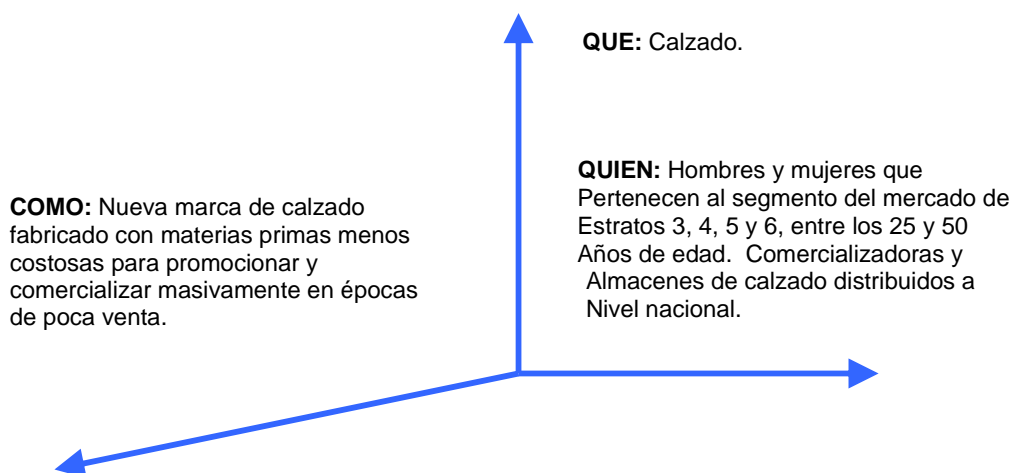 QUE: Calzado.
QUIEN: Hombres y mujeres que
Pertenecen al segmento del mercado de
Estratos 3, 4, 5 y 6, entre los 25 y 50
Años de edad.  Comercializadoras y
Almacenes de calzado distribuidos a
Nivel nacional.
COMO: Nueva marca de calzado
fabricado con materias primas menos
costosas para promocionar y
comercializar masivamente en épocas
de poca venta.